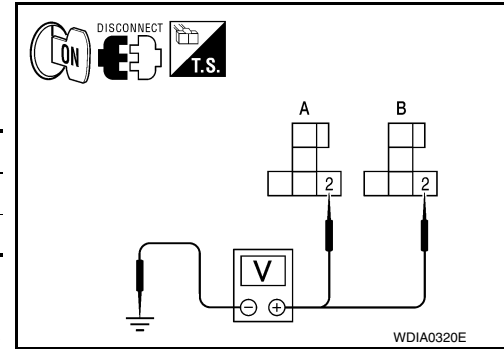 DISCONNECT
ON
T.S.
A B
2 2
V
− +
WDIA0320E